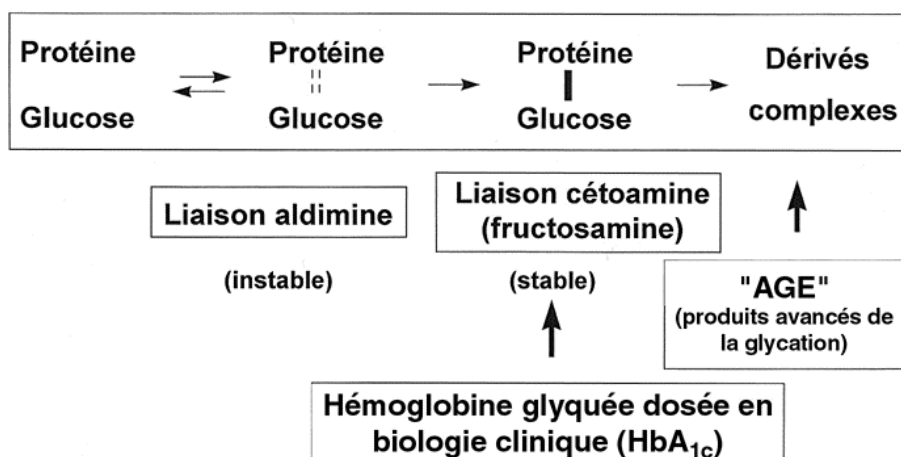 Protéine Protéine Protéine Dérivés
Glucose Glucose Glucose complexes
Liaison aldimine
(instable)
Liaison cétoamine
(fructosamine)
(stable)
"AGE"
(produits avancés de
la glycation)
Hémoglobine glyquée dosée en
biologie clinique (HbA1c)